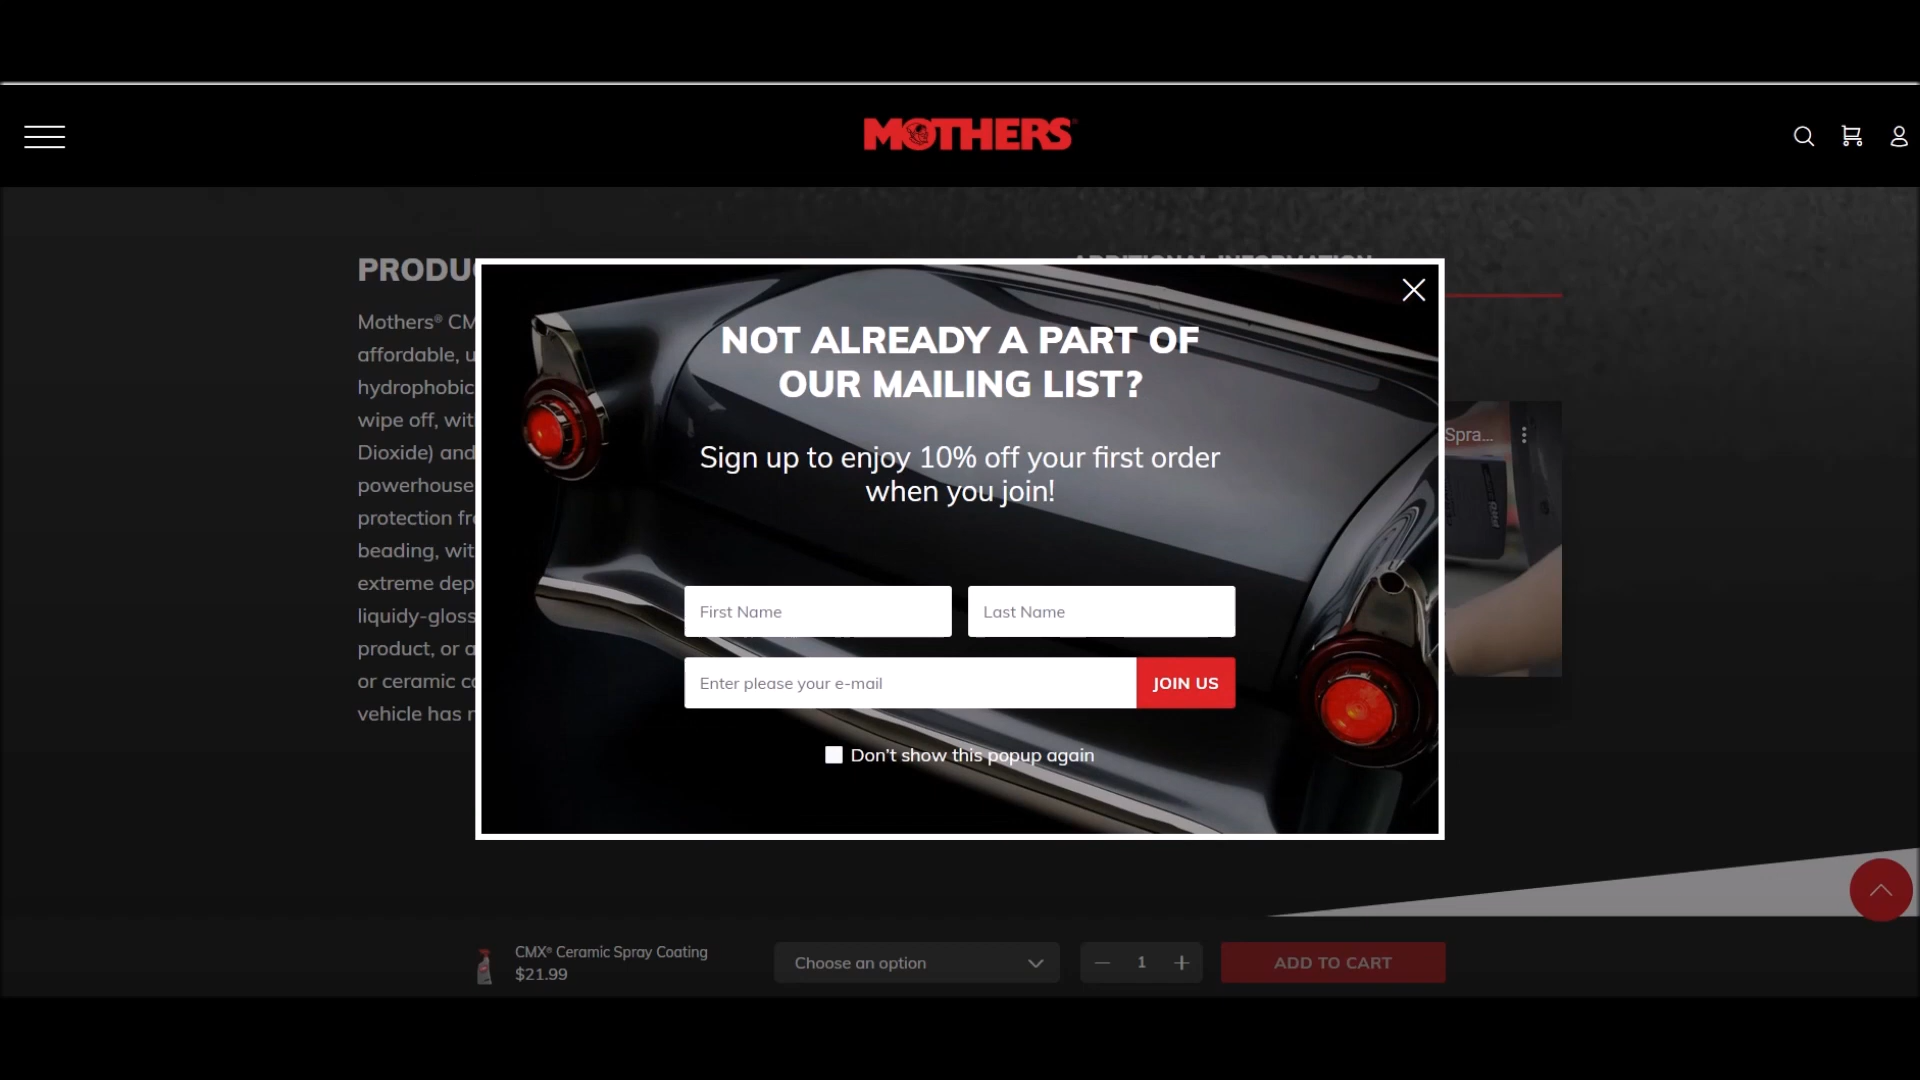 MOTHERS
PRODU
ADDITIONAL INFORMATION
Mothers® CM
affordable, u
hydrophobic
wipe off, wit
Dioxide) and
powerhouse
protection fr
beading, wit
extreme dep
liquidy-gloss
product, or a
or ceramic c
vehicle has r
Spra...
NOT ALREADY A PART OF
OUR MAILING LIST?
Sign up to enjoy 10% off your first order
when you join!
First Name Last Name
Enter please your e-mail JOIN US
Don't show this popup again
CMX® Ceramic Spray Coating
$21.99
Choose an option
1
ADD TO CART